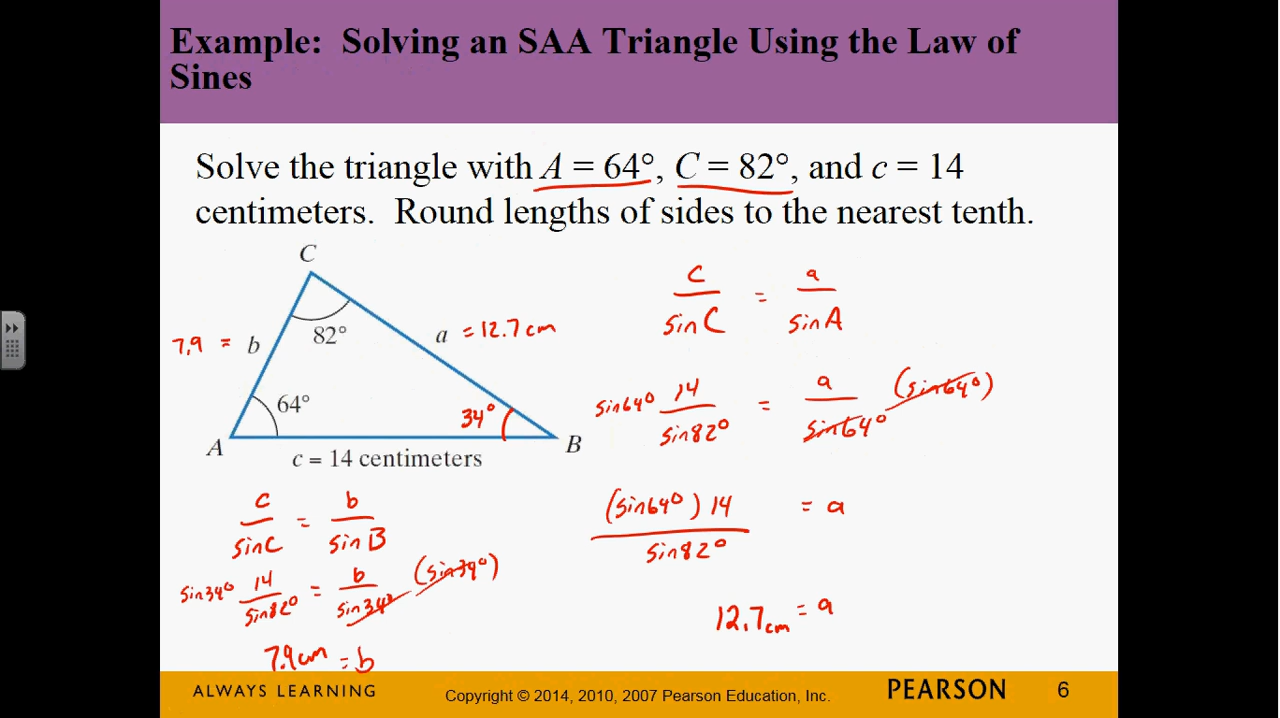 Example: Solving an SAA Triangle Using the Law of
Sines
Solve the triangle with A = 64°, C = 82°, and c = 14
centimeters. Round lengths of sides to the nearest tenth.
C
82°
7.9 = b
a = 12.7 cm
64°
34°
A
B
c = 14 centimeters
c/sinC = a/sinA
sin64° 14/sin82° = a/sin64° (sin64°)
(sin64°) 14/sin82° = a
12.7cm = a
c/sinC = b/sinB
sin34° 14/sin82° = b/sin34° (sin34°)
7.9cm = b
ALWAYS LEARNING
Copyright © 2014, 2010, 2007 Pearson Education, Inc.
PEARSON
6